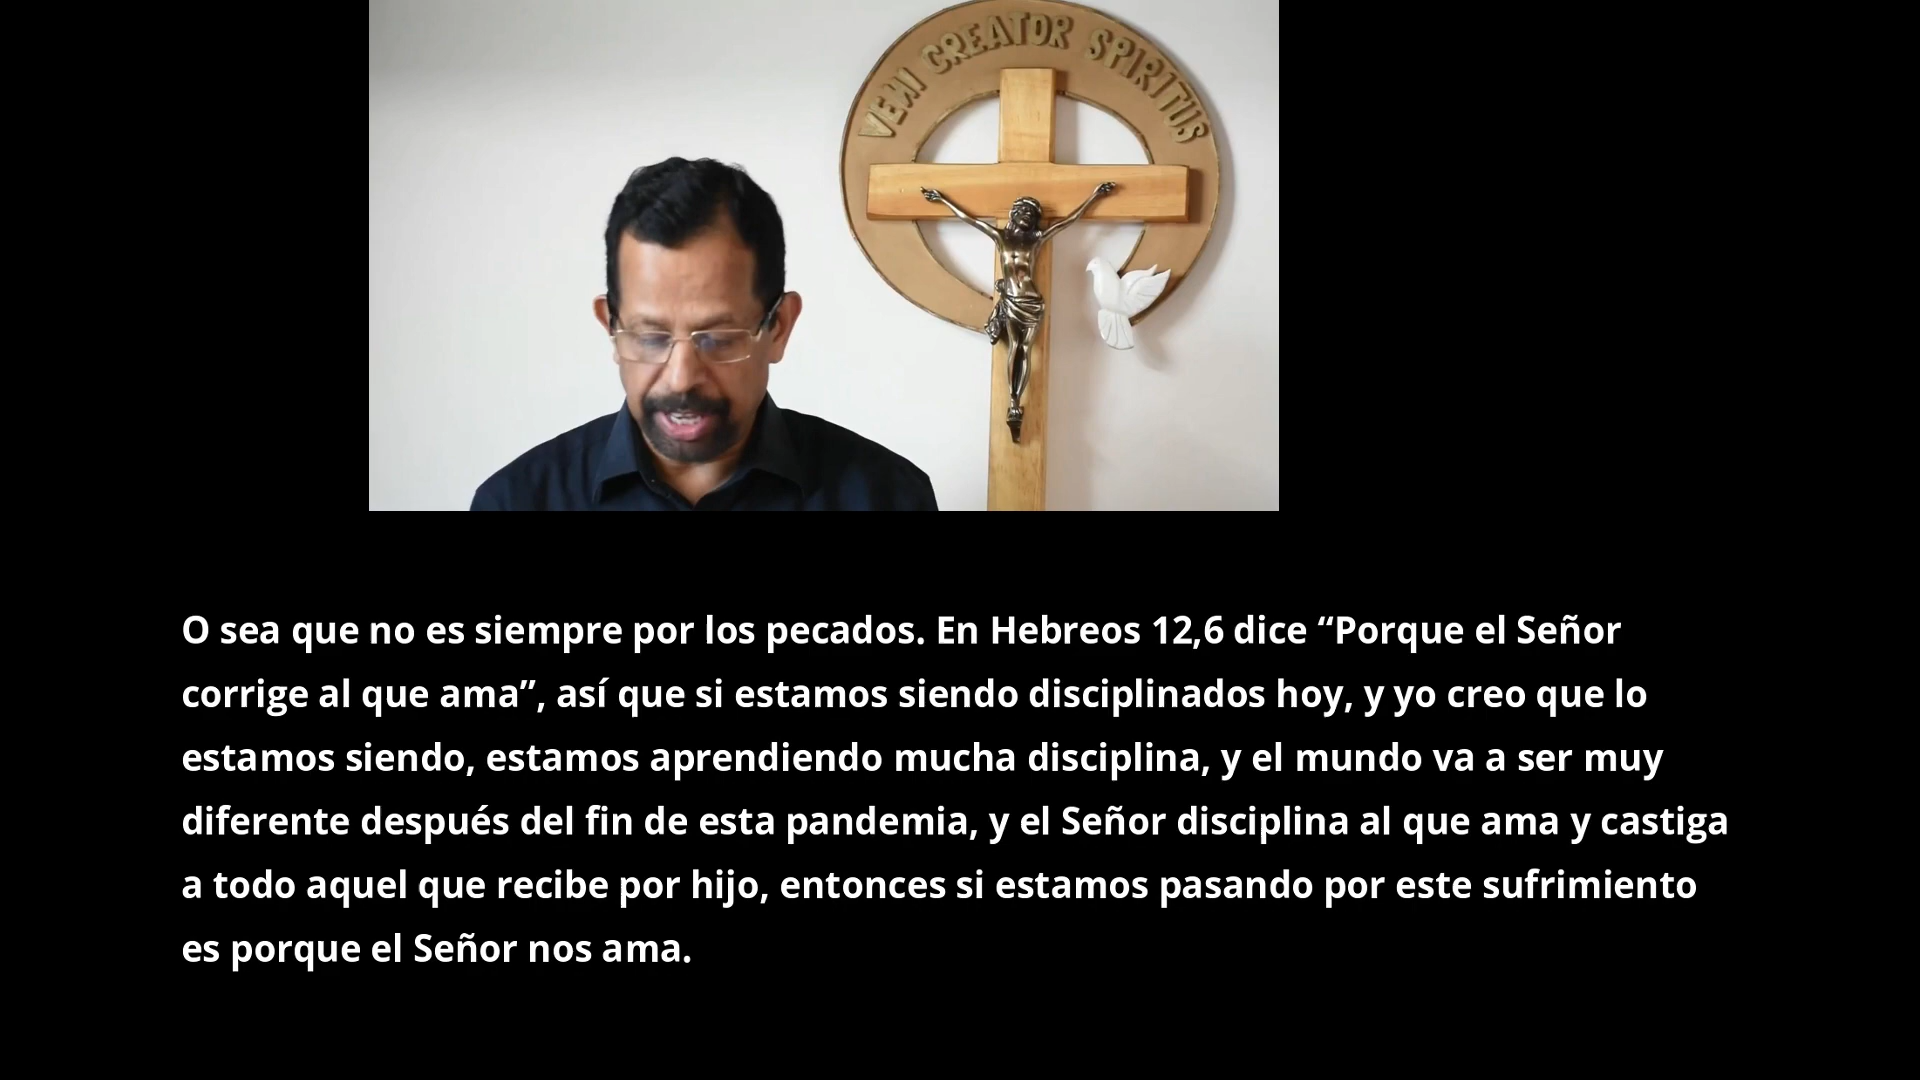 VENI CREATOR SPIRITUS
O sea que no es siempre por los pecados. En Hebreos 12,6 dice “Porque el Señor
corrige al que ama”, así que si estamos siendo disciplinados hoy, y yo creo que lo
estamos siendo, estamos aprendiendo mucha disciplina, y el mundo va a ser muy
diferente después del fin de esta pandemia, y el Señor disciplina al que ama y castiga
a todo aquel que recibe por hijo, entonces si estamos pasando por este sufrimiento
es porque el Señor nos ama.